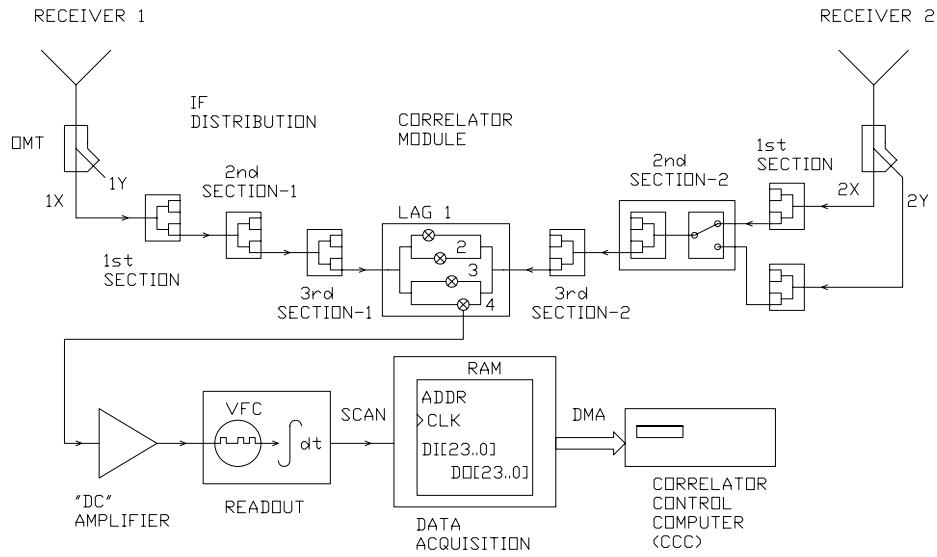 RECEIVER 1
RECEIVER 2
IF
DISTRIBUTION
CORRELATOR
MODULE
OMT
1Y
1X
2nd
SECTION-1
2nd
SECTION-2
1st
SECTION
2X
2Y
LAG 1
2
3
4
1st
SECTION
3rd
SECTION-1
3rd
SECTION-2
RAM
ADDR
CLK
DI[23..0]
DO[23..0]
VFC
dt
SCAN
DMA
"DC"
AMPLIFIER
READOUT
DATA
ACQUISITION
CORRELATOR
CONTROL
COMPUTER
(CCC)